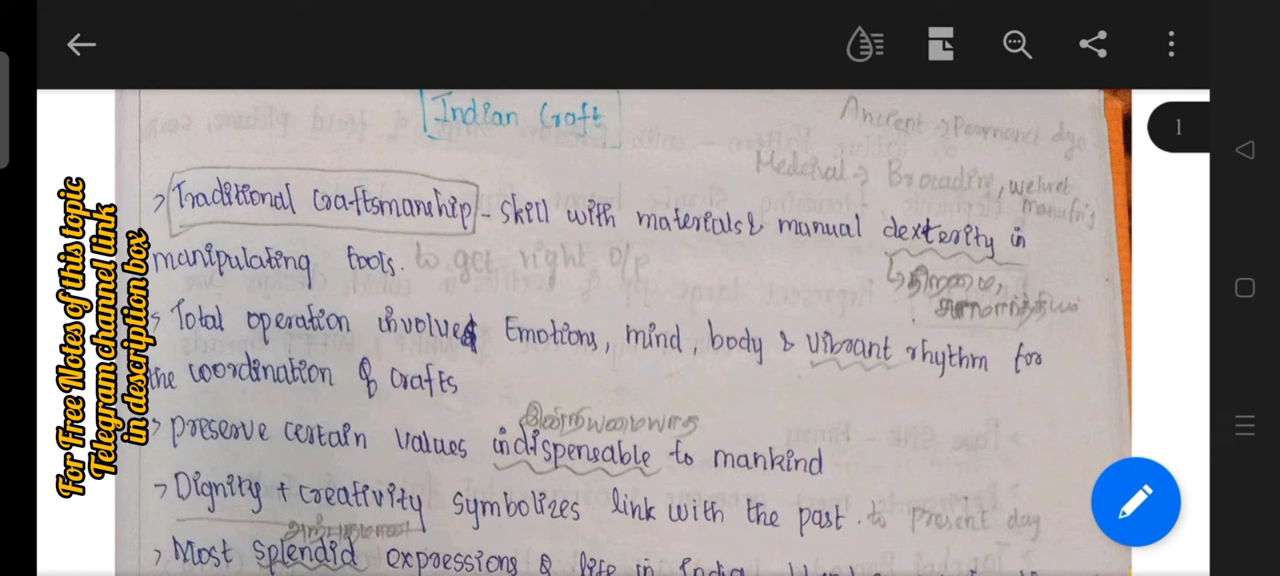 For Free Notes of this topic
Telegram channel link
in description box
1
[Indian Craft]
Ancient → Permanent dye
→ Brocading, welvet
> Traditional Craftsmanship - skill with materials & manual dexterity in
திறமை,
manipulating tools. to get right o/p
> Total operation involves Emotions, mind, body & vibrant rhythm for
the coordination of crafts
> preserve certain values indispensable to mankind
> Dignity + creativity symbolizes link with the past. to present day
> Most splendid expressions of life in India